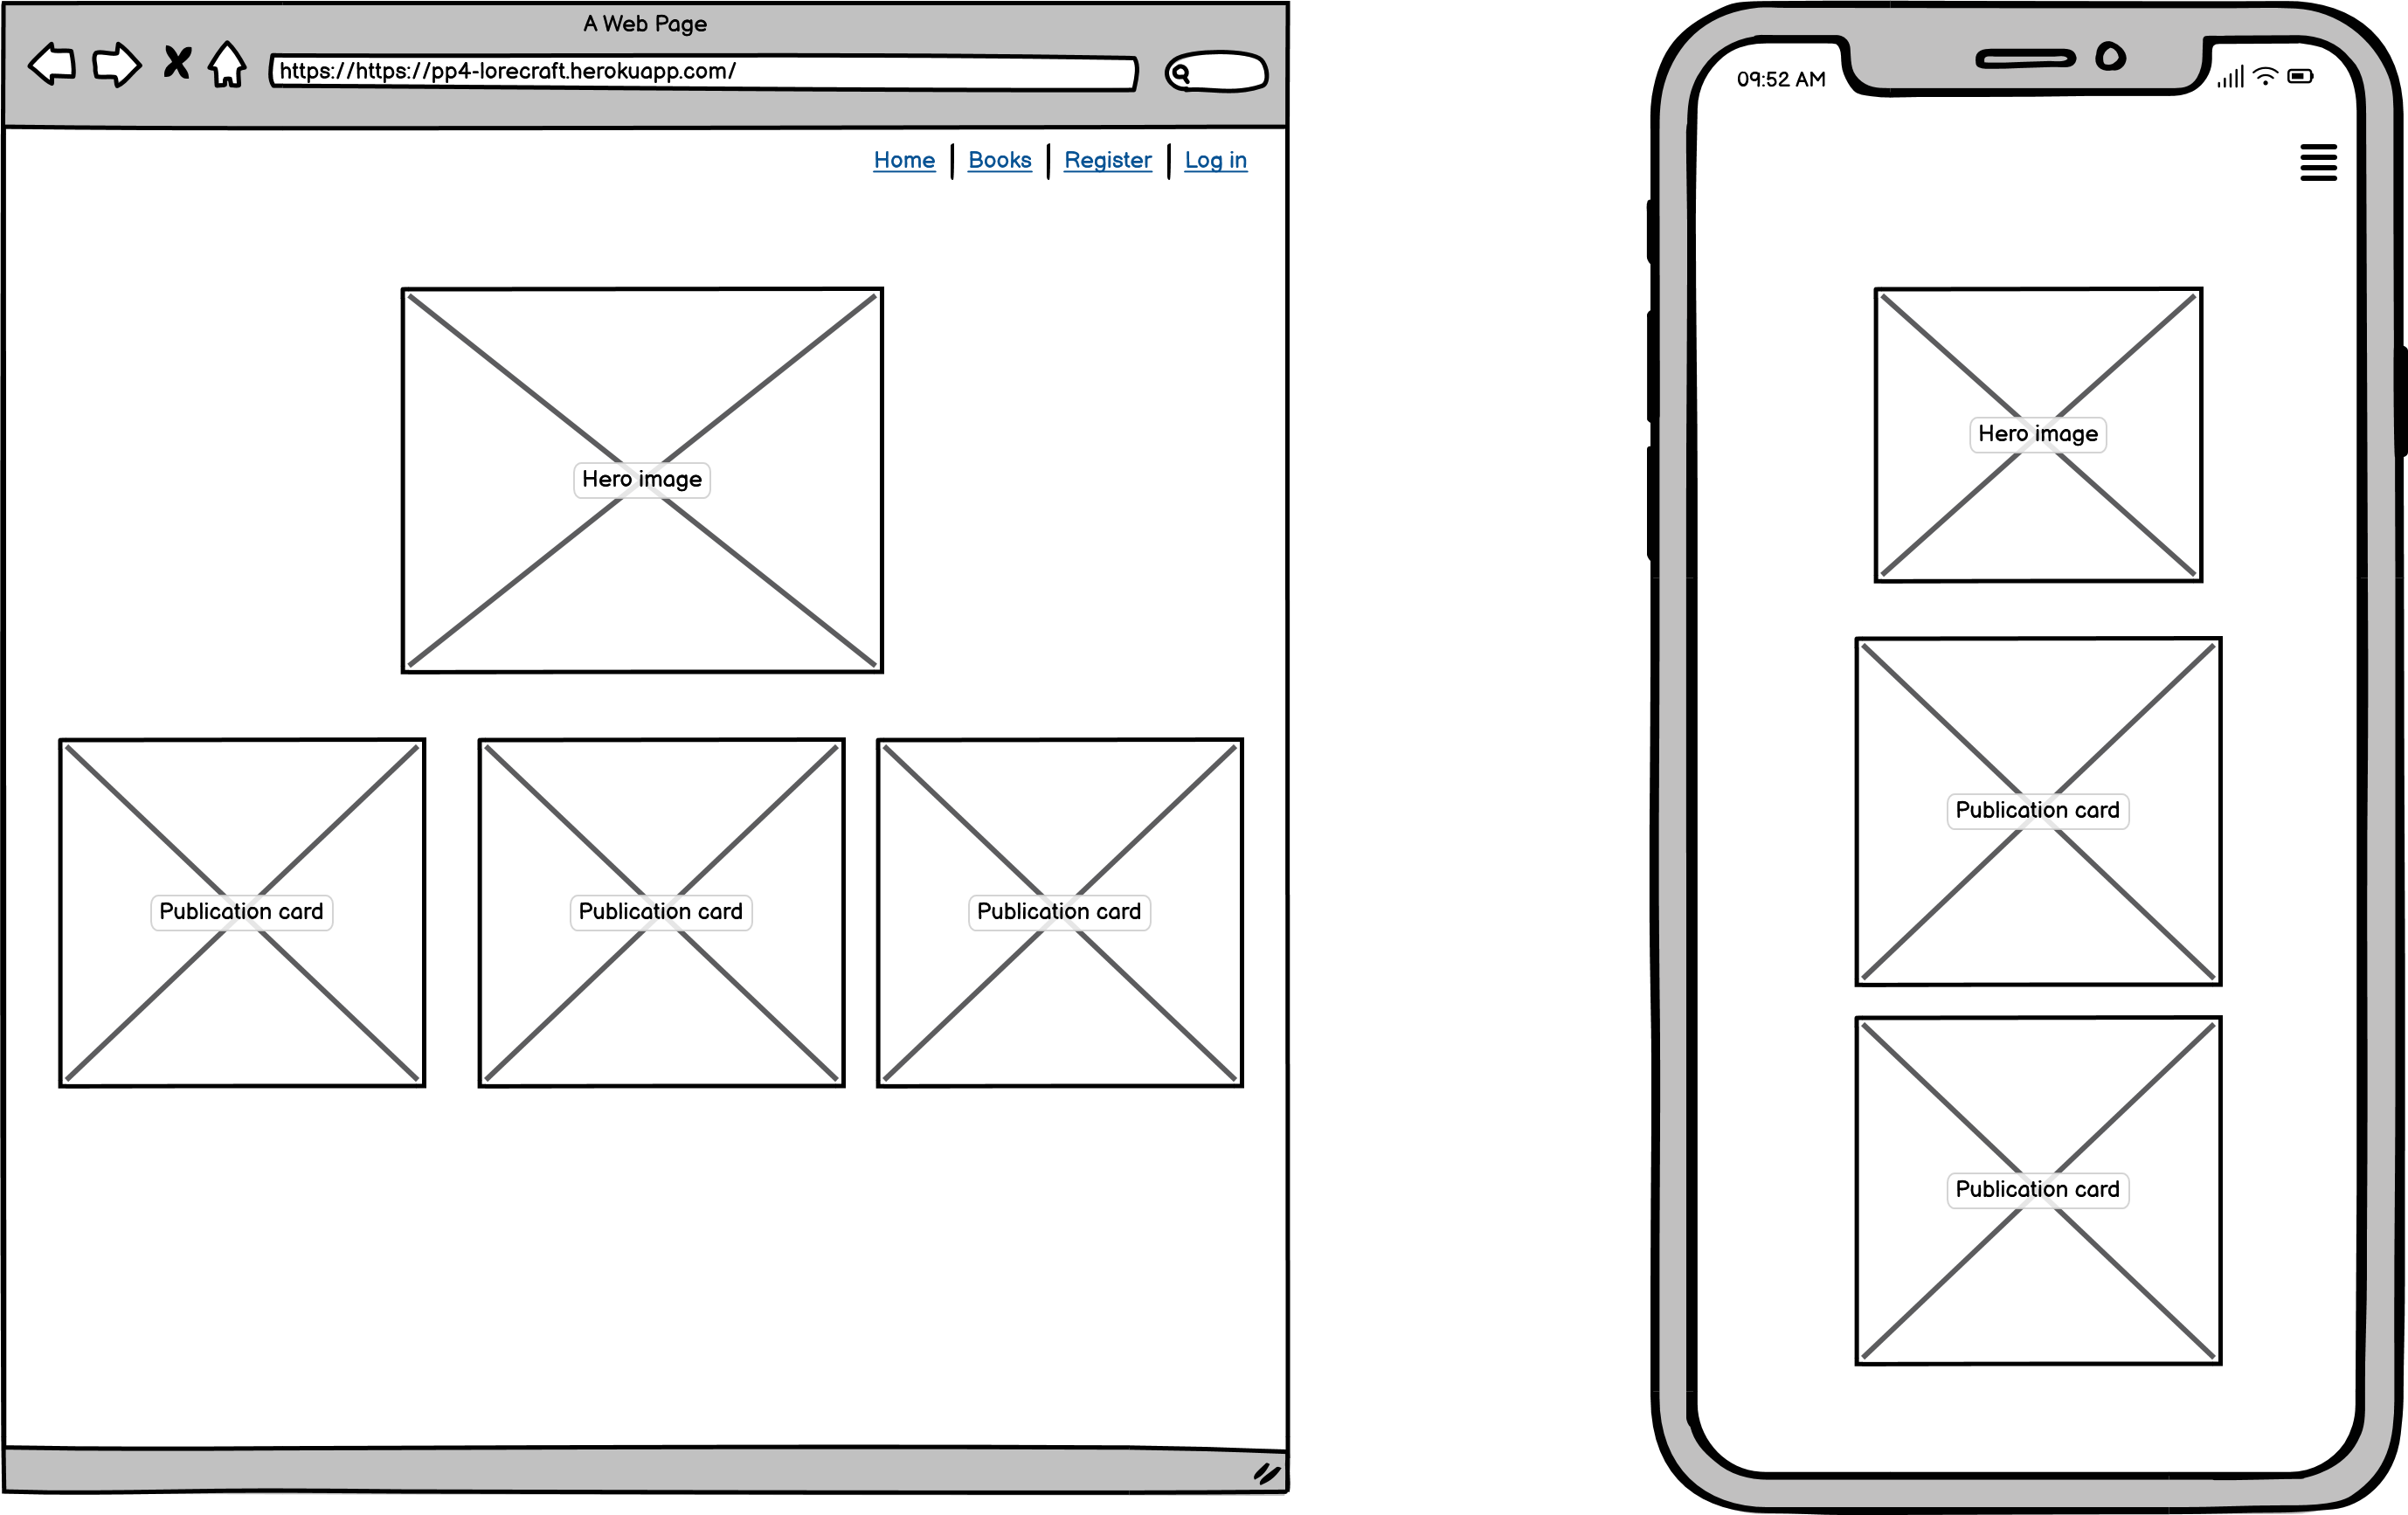 A Web Page
https://https://pp4-lorecraft.herokuapp.com/
Home | Books | Register | Log in
Hero image
Publication card Publication card Publication card
09:52 AM
Hero image
Publication card
Publication card